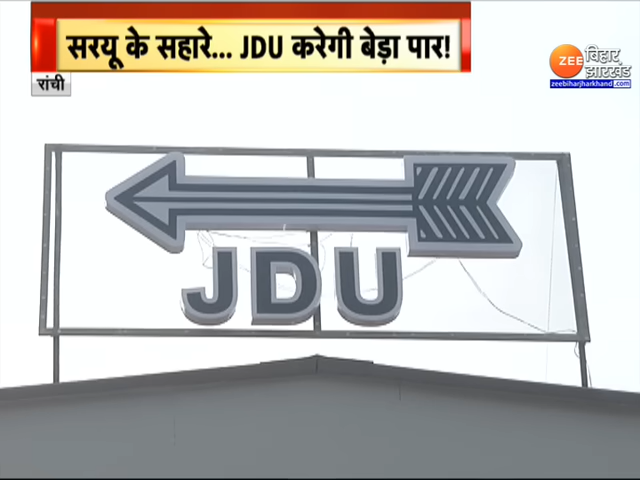 सरयू के सहारे... JDU करेगी बेड़ा पार!
रांची
ZEE बिहार झारखंड
zeebiharjharkhand.com
JDU